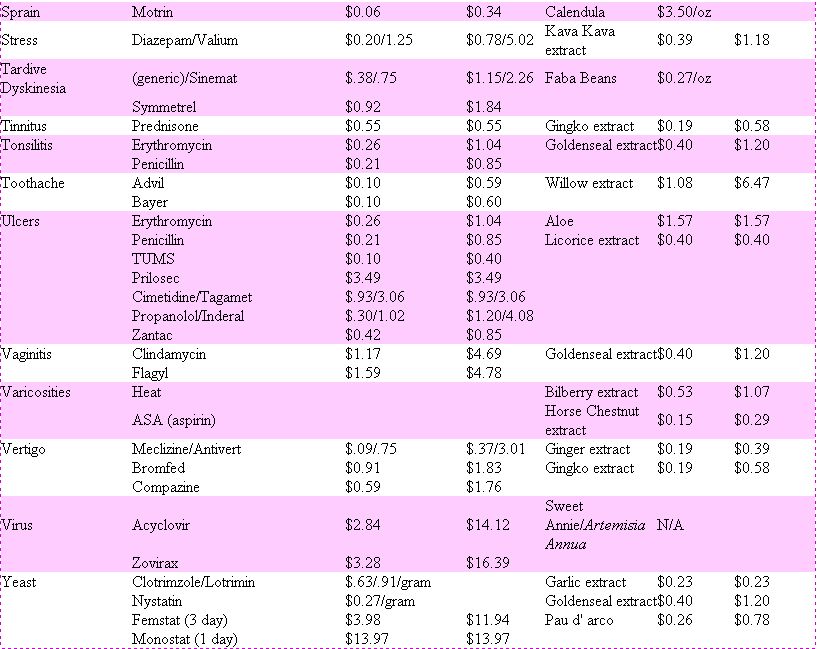 Sprain Motrin $0.06 $0.34 Calendula $3.50/oz
Stress Diazepam/Valium $0.20/1.25 $0.78/5.02 Kava Kava extract $0.39 $1.18
Tardive Dyskinesia (generic)/Sinemat $.38/.75 $1.15/2.26 Faba Beans $0.27/oz
Symmetrel $0.92 $1.84
Tinnitus Prednisone $0.55 $0.55 Gingko extract $0.19 $0.58
Tonsilitis Erythromycin $0.26 $1.04 Goldenseal extract $0.40 $1.20
Penicillin $0.21 $0.85
Toothache Advil $0.10 $0.59 Willow extract $1.08 $6.47
Bayer $0.10 $0.60
Ulcers Erythromycin $0.26 $1.04 Aloe $1.57 $1.57
Penicillin $0.21 $0.85 Licorice extract $0.40 $0.40
TUMS $0.10 $0.40
Prilosec $3.49 $3.49
Cimetidine/Tagamet $.93/3.06 $.93/3.06
Propanolol/Inderal $.30/1.02 $1.20/4.08
Zantac $0.42 $0.85
Vaginitis Clindamycin $1.17 $4.69 Goldenseal extract $0.40 $1.20
Flagyl $1.59 $4.78
Varicosities Heat Bilberry extract $0.53 $1.07
ASA (aspirin) Horse Chestnut extract $0.15 $0.29
Vertigo Meclizine/Antivert $.09/.75 $.37/3.01 Ginger extract $0.19 $0.39
Bromfed $0.91 $1.83 Gingko extract $0.19 $0.58
Compazine $0.59 $1.76
Virus Acyclovir $2.84 $14.12 Sweet Annie/Artemisia Annua N/A
Zovirax $3.28 $16.39
Yeast Clotrimzole/Lotrimin $.63/.91/gram Garlic extract $0.23 $0.23
Nystatin $0.27/gram Goldenseal extract $0.40 $1.20
Femstat (3 day) $3.98 $11.94 Pau d' arco $0.26 $0.78
Monostat (1 day) $13.97 $13.97